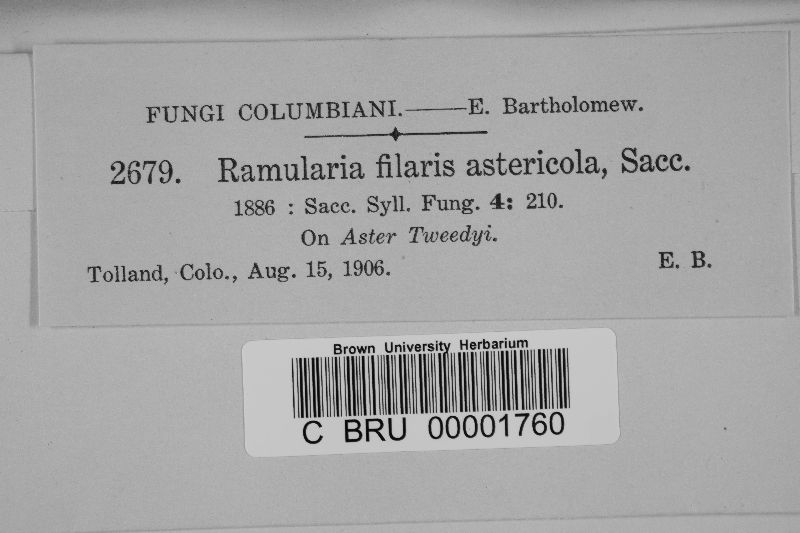 FUNGI COLUMBIANI.——E. Bartholomew.
2679. Ramularia filaris astericola, Sacc.
1886 : Sacc. Syll. Fung. 4: 210.
On Aster Tweedyi.
Tolland, Colo., Aug. 15, 1906. E. B.
Brown University Herbarium
C BRU 00001760